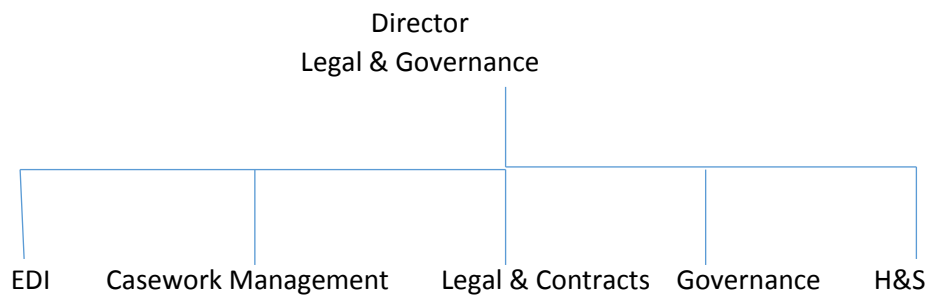 Director
Legal & Governance
EDI Casework Management Legal & Contracts Governance H&S